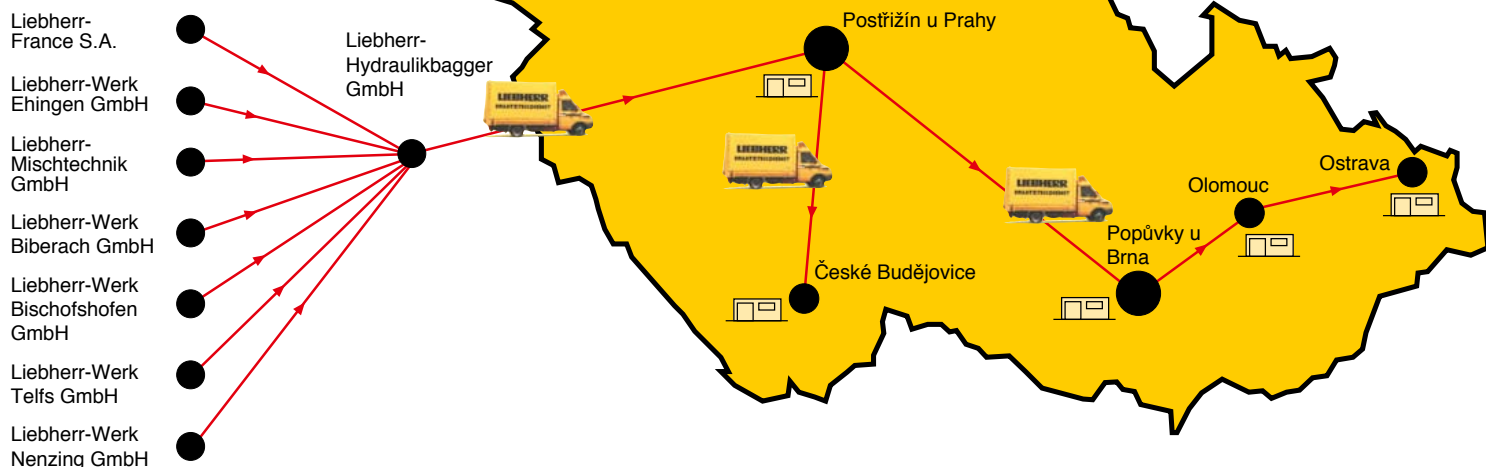 Liebherr-
France S.A.
Liebherr-Werk
Ehingen GmbH
Liebherr-
Mischtechnik
GmbH
Liebherr-Werk
Biberach GmbH
Liebherr-Werk
Bischofshofen
GmbH
Liebherr-Werk
Telfs GmbH
Liebherr-Werk
Nenzing GmbH
Liebherr-
Hydraulikbagger
GmbH
LIEBHERR
Postřižín u Prahy
LIEBHERR
České Budějovice
LIEBHERR
Popůvky u
Brna
Olomouc
Ostrava